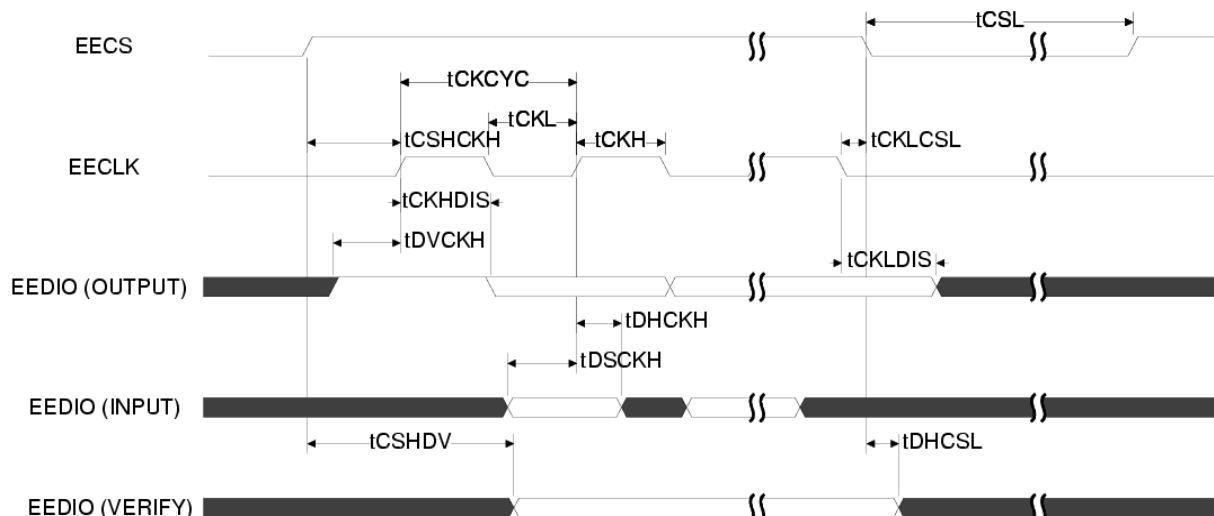 tCSL
EECS
tCKCYC
tCKL
tCSHCKH
tCKH
tCKLCSL
EECLK
tCKHDIS
tDVCKH
tCKLDIS
EEDIO (OUTPUT)
tDHCKH
tDSCKH
EEDIO (INPUT)
tCSHDV
tDHCSL
EEDIO (VERIFY)